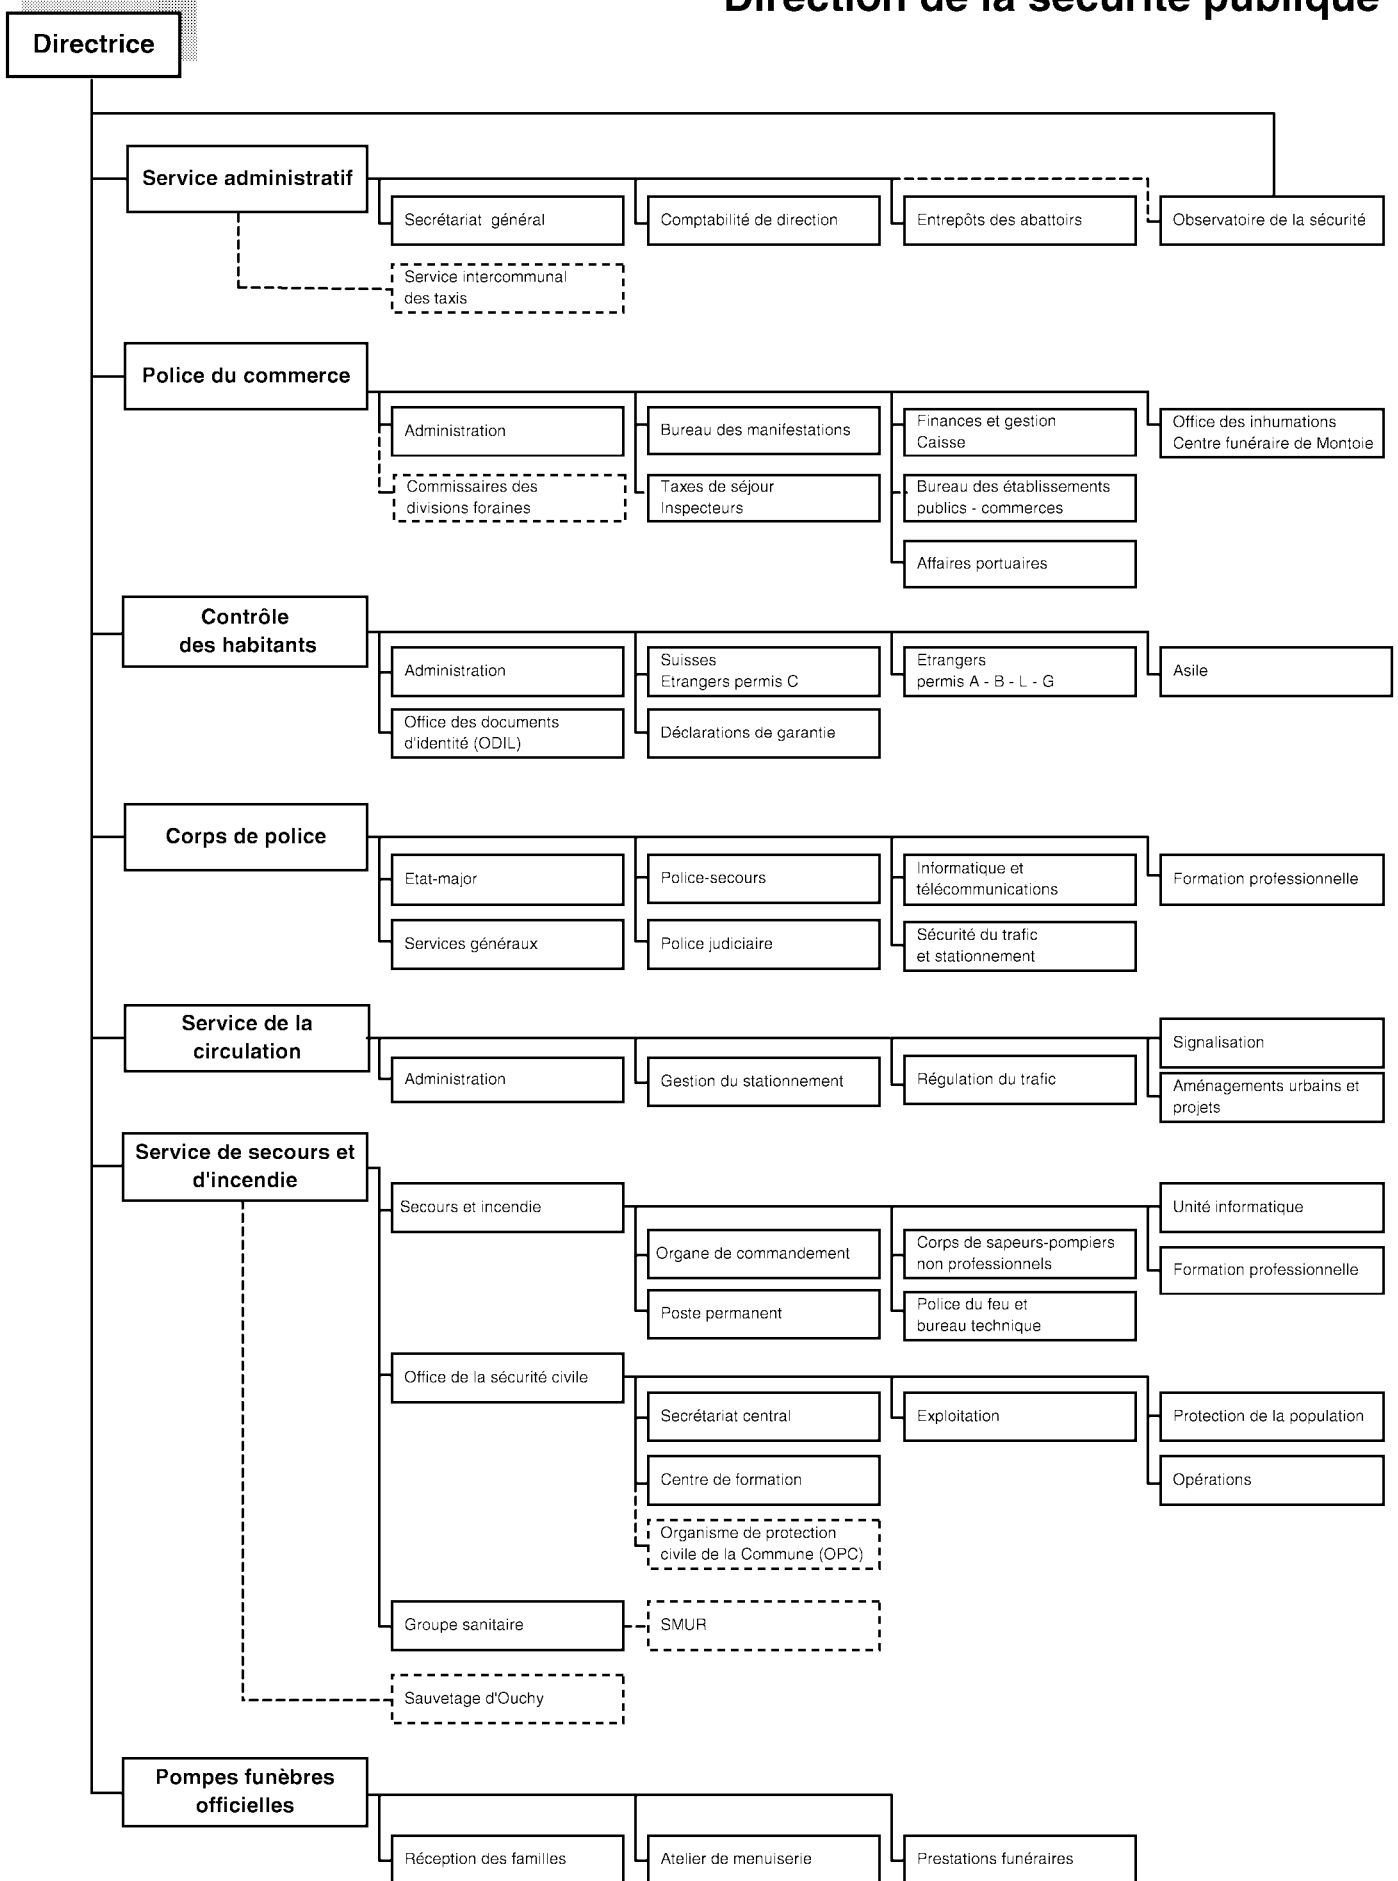 Direction de la sécurité publique
Directrice
Service administratif
Secrétariat général
Comptabilité de direction
Entrepôts des abattoirs
Observatoire de la sécurité
Service intercommunal
des taxis
Police du commerce
Administration
Bureau des manifestations
Finances et gestion
Caisse
Office des inhumations
Centre funéraire de Montoie
Commissaires des
divisions foraines
Taxes de séjour
Inspecteurs
Bureau des établissements
publics - commerces
Affaires portuaires
Contrôle
des habitants
Administration
Suisses
Etrangers permis C
Etrangers
permis A - B - L - G
Asile
Office des documents
d'identité (ODIL)
Déclarations de garantie
Corps de police
Etat-major
Police-secours
Informatique et
télécommunications
Formation professionnelle
Services généraux
Police judiciaire
Sécurité du trafic
et stationnement
Service de la
circulation
Administration
Gestion du stationnement
Régulation du trafic
Signalisation
Aménagements urbains et
projets
Service de secours et
d'incendie
Secours et incendie
Unité informatique
Organe de commandement
Corps de sapeurs-pompiers
non professionnels
Formation professionnelle
Poste permanent
Police du feu et
bureau technique
Office de la sécurité civile
Secrétariat central
Exploitation
Protection de la population
Centre de formation
Opérations
Organisme de protection
civile de la Commune (OPC)
Groupe sanitaire
SMUR
Sauvetage d'Ouchy
Pompes funèbres
officielles
Réception des familles
Atelier de menuiserie
Prestations funéraires